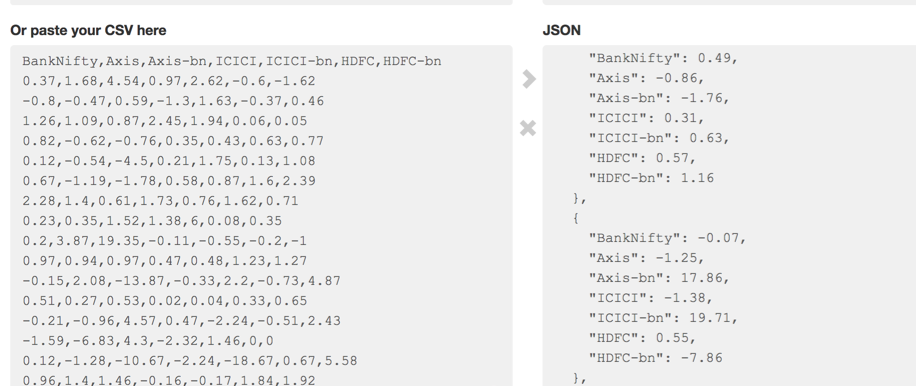 Or paste your CSV here
BankNifty,Axis,Axis-bn,ICICI,ICICI-bn,HDFC,HDFC-bn
0.37,1.68,4.54,0.97,2.62,-0.6,-1.62
-0.8,-0.47,0.59,-1.3,1.63,-0.37,0.46
1.26,1.09,0.87,2.45,1.94,0.06,0.05
0.82,-0.62,-0.76,0.35,0.43,0.63,0.77
0.12,-0.54,-4.5,0.21,1.75,0.13,1.08
0.67,-1.19,-1.78,0.58,0.87,1.6,2.39
2.28,1.4,0.61,1.73,0.76,1.62,0.71
0.23,0.35,1.52,1.38,6,0.08,0.35
0.2,3.87,19.35,-0.11,-0.55,-0.2,-1
0.97,0.94,0.97,0.47,0.48,1.23,1.27
-0.15,2.08,-13.87,-0.33,2.2,-0.73,4.87
0.51,0.27,0.53,0.02,0.04,0.33,0.65
-0.21,-0.96,4.57,0.47,-2.24,-0.51,2.43
-1.59,-6.83,4.3,-2.32,1.46,0,0
0.12,-1.28,-10.67,-2.24,-18.67,0.67,5.58
0.96,1.4,1.46,-0.16,-0.17,1.84,1.92
JSON
"BankNifty": 0.49,
"Axis": -0.86,
"Axis-bn": -1.76,
"ICICI": 0.31,
"ICICI-bn": 0.63,
"HDFC": 0.57,
"HDFC-bn": 1.16
},
{
"BankNifty": -0.07,
"Axis": -1.25,
"Axis-bn": 17.86,
"ICICI": -1.38,
"ICICI-bn": 19.71,
"HDFC": 0.55,
"HDFC-bn": -7.86
},